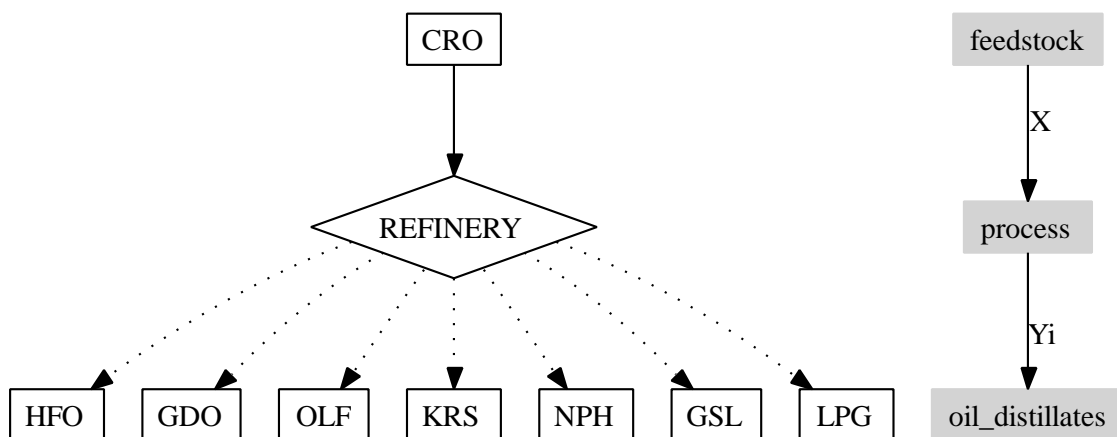 CRO
feedstock
X
REFINERY
process
Yi
HFO
GDO
OLF
KRS
NPH
GSL
LPG
oil_distillates